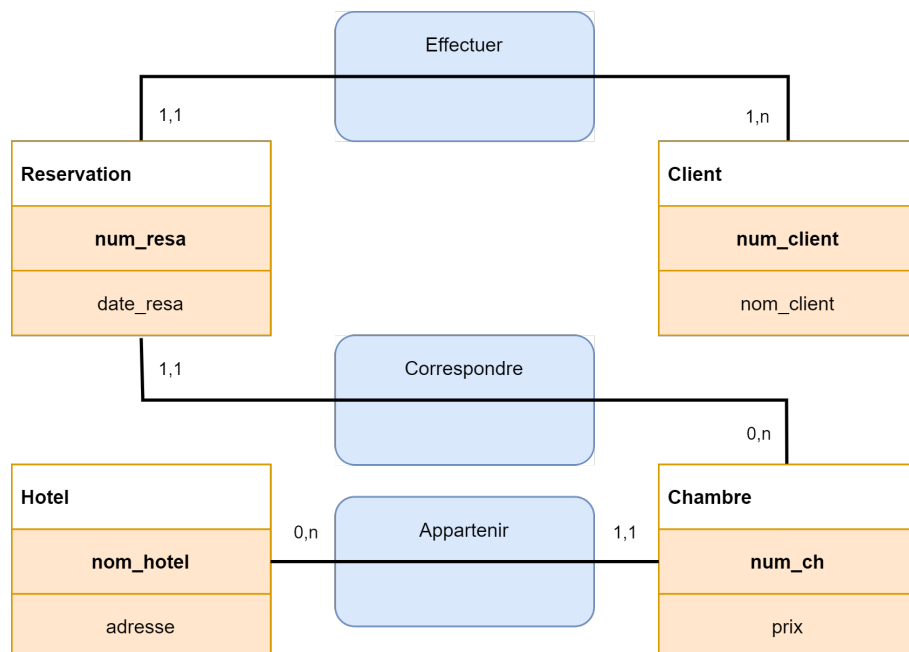 Effectuer
1,1
1,n
Reservation
num_resa
date_resa
Client
num_client
nom_client
Correspondre
1,1
0,n
Hotel
nom_hotel
adresse
Appartenir
0,n
1,1
Chambre
num_ch
prix